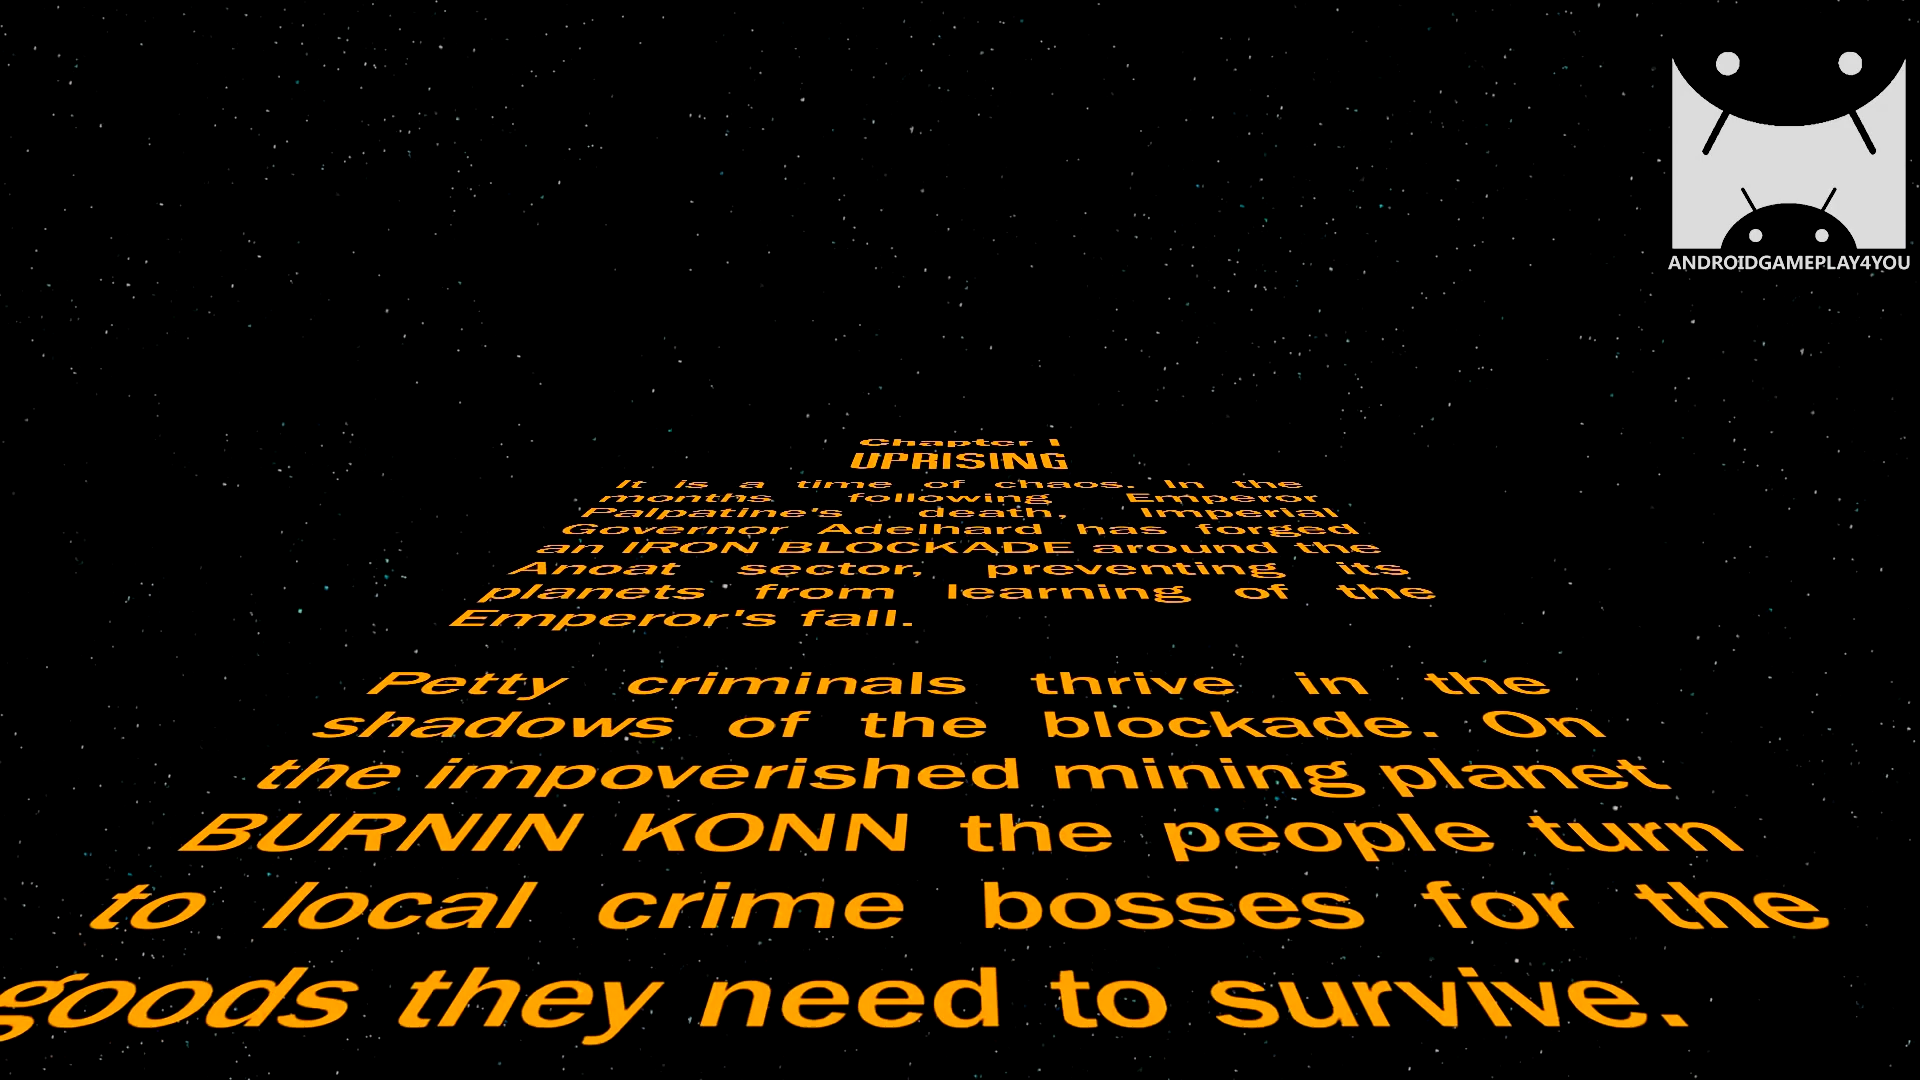 ANDROIDGAMEPLAY4YOU
Chapter I
UPRISING
It is a time of chaos. In the
months following Emperor
Palpatine's death, Imperial
Governor Adelhard has forged
an IRON BLOCKADE around the
Anoat sector, preventing its
planets from learning of the
Emperor's fall.
Petty criminals thrive in the
shadows of the blockade. On
the impoverished mining planet
BURNIN KONN the people turn
to local crime bosses for the
goods they need to survive.